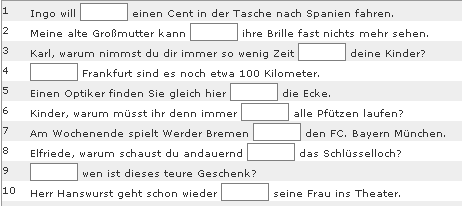 1 Ingo will einen Cent in der Tasche nach Spanien fahren.
2 Meine alte Großmutter kann ihre Brille fast nichts mehr sehen.
3 Karl, warum nimmst du dir immer so wenig Zeit deine Kinder?
4 Frankfurt sind es noch etwa 100 Kilometer.
5 Einen Optiker finden Sie gleich hier die Ecke.
6 Kinder, warum müsst ihr denn immer alle Pfützen laufen?
7 Am Wochenende spielt Werder Bremen den FC. Bayern München.
8 Elfriede, warum schaust du andauernd das Schlüsselloch?
9 wen ist dieses teure Geschenk?
10 Herr Hanswurst geht schon wieder seine Frau ins Theater.